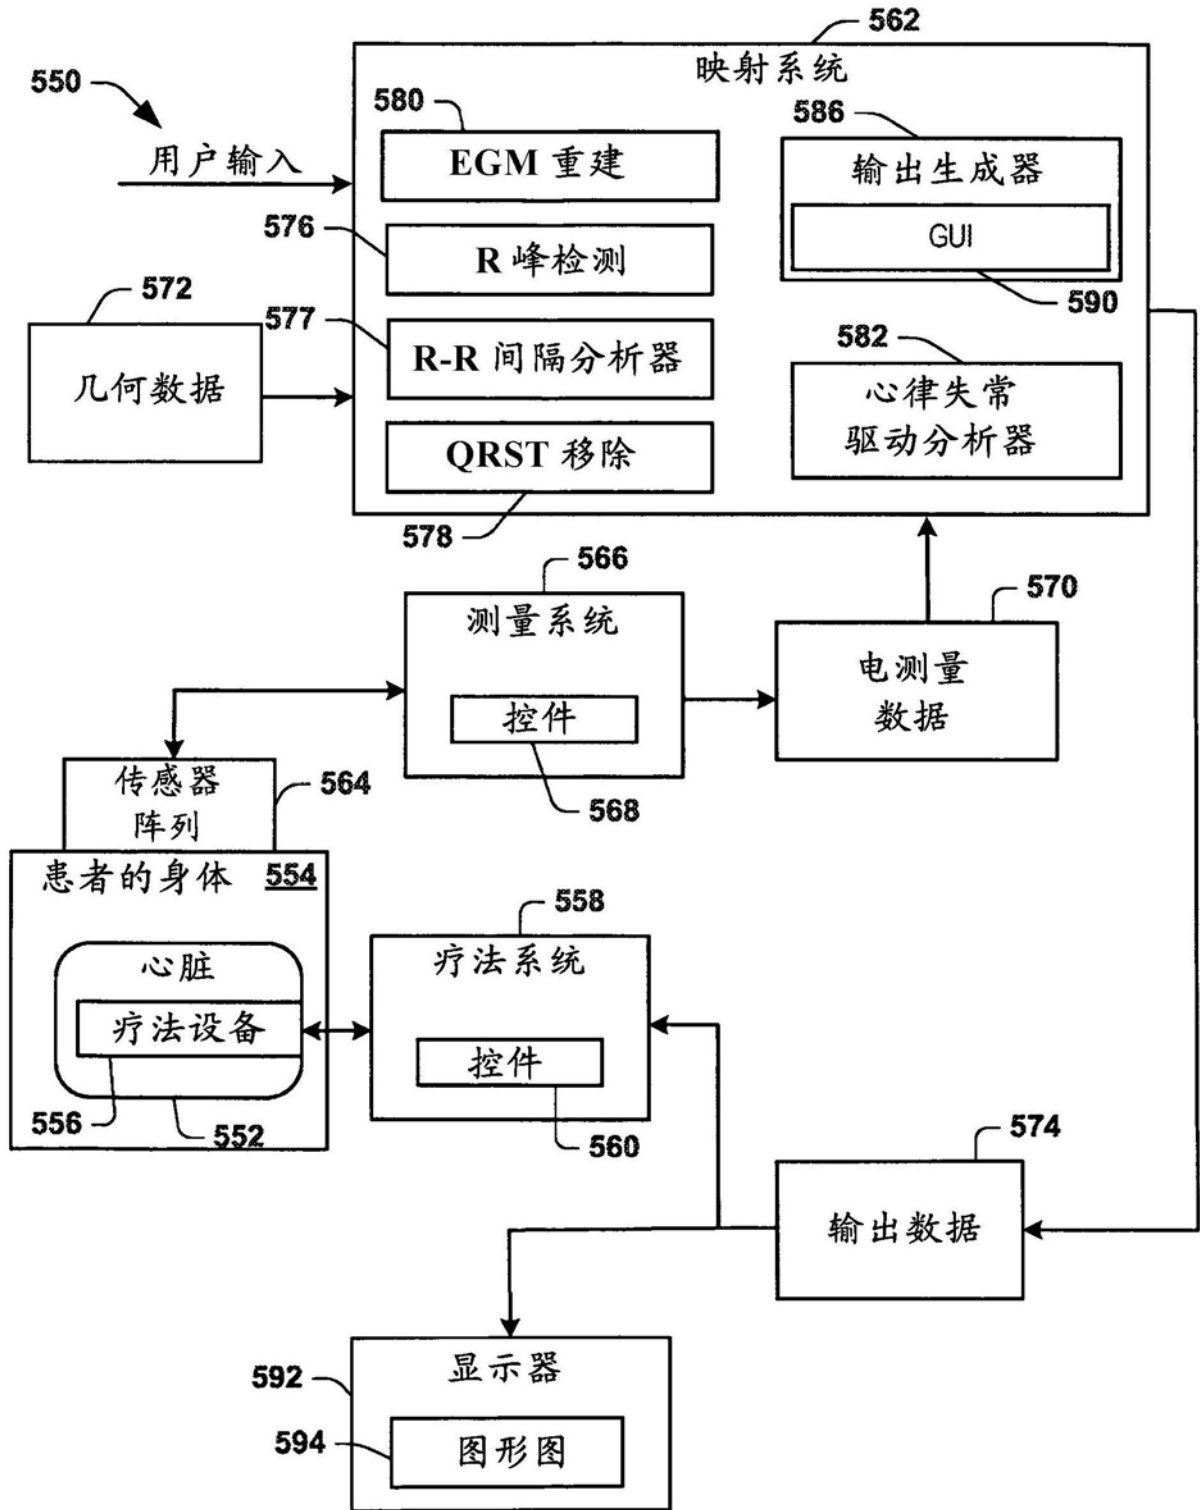 562
映射系统
550
用户输入
580
EGM 重建
586
输出生成器
GUI
590
576
R 峰检测
572
几何数据
577
R-R 间隔分析器
582
心律失常
驱动分析器
QRST 移除
578
566
测量系统
控件
568
570
电测量
数据
传感器
阵列
564
患者的身体 554
心脏
疗法设备
556
552
558
疗法系统
控件
560
574
输出数据
592
显示器
594
图形图